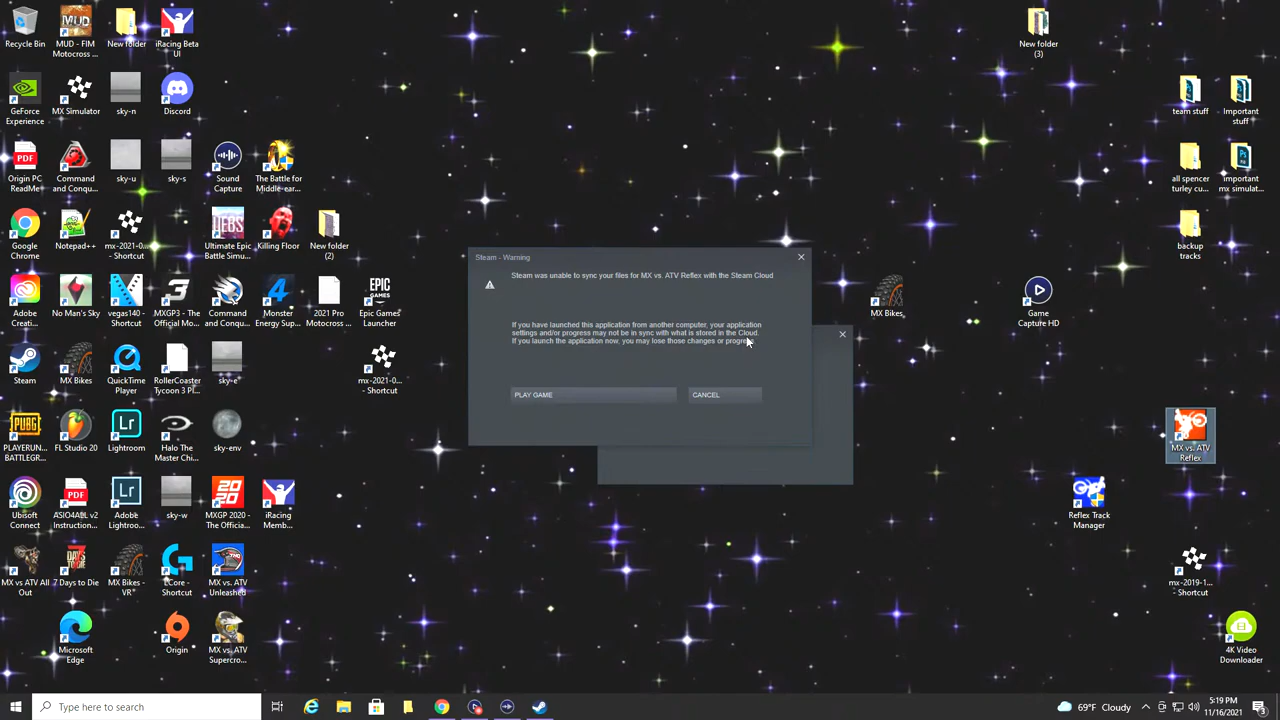 Recycle Bin
MUD - FIM
Motocross ...
New folder
iRacing Beta
UI
New folder
(3)
GeForce
Experience
MX Simulator
sky-n
Discord
team stuff
Important
stuff
Origin PC
ReadMe
Command
and Conqu...
sky-u
sky-s
Sound
Capture
The Battle for
Middle-ear...
all spencer
turley cu...
important
mx simulat...
Google
Chrome
Notepad++
mx-2021-0...
- Shortcut
UEBS
Ultimate Epic
Battle Simu...
Killing Floor
New folder
(2)
backup
tracks
Steam - Warning
Steam was unable to sync your files for MX vs. ATV Reflex with the Steam Cloud
If you have launched this application from another computer, your application
settings and/or progress may not be in sync with what is stored in the Cloud.
If you launch the application now, you may lose those changes or progress.
PLAY GAME
CANCEL
Adobe
Creati...
No Man's Sky
vegas140 -
Shortcut
MXGP3 - The
Official Mo...
Command
and Conqu...
Monster
Energy Sup...
2021 Pro
Motocross ...
EPIC
GAMES
Epic Games
Launcher
MX Bikes
Game
Capture HD
Steam
MX Bikes
QuickTime
Player
RollerCoaster
Tycoon 3 Pl...
sky-e
mx-2021-0...
- Shortcut
PUBG
PLAYERUN...
BATTLEGR...
FL Studio 20
Lr
Lightroom
Halo The
Master Chi...
sky-env
MX vs. ATV
Reflex
Ubisoft
Connect
PDF
ASIO4ALL v2
Instruction...
Lr
Adobe
Lightroo...
sky-w
2020
MXGP 2020 -
The Official...
iRacing
Memb...
Reflex Track
Manager
MX vs ATV All
Out
7 Days to Die
MX Bikes -
VR"
LCore -
Shortcut
MX vs. ATV
Unleashed
mx-2019-1...
- Shortcut
Microsoft
Edge
Origin
MX vs ATV
Supercro...
4K Video
Downloader
Type here to search
69°F Cloudy
5:19 PM
11/16/2021
3